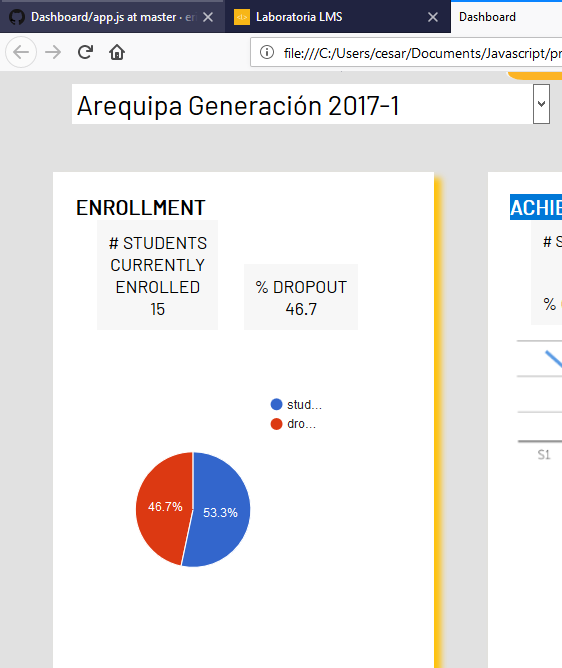 Dashboard/app.js at master · er
Laboratoria LMS
Dashboard
file:///C:/Users/cesar/Documents/Javascript/pr
Arequipa Generación 2017-1
ENROLLMENT
# STUDENTS
CURRENTLY
ENROLLED
15
% DROPOUT
46.7
stud...
dro...
46.7%
53.3%
ACHIE
# S
%
S1